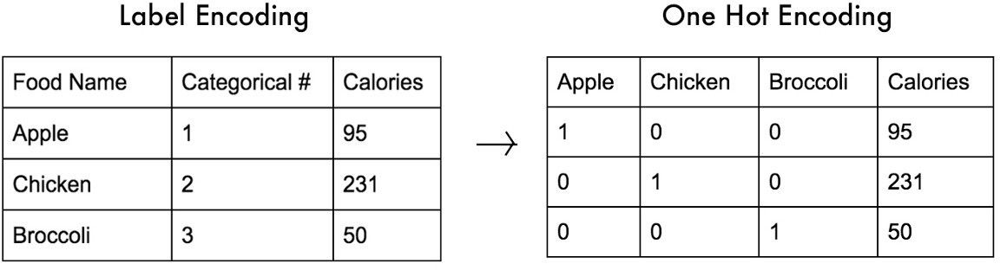 Label Encoding
Food Name Categorical # Calories
Apple 1 95
Chicken 2 231
Broccoli 3 50
→
One Hot Encoding
Apple Chicken Broccoli Calories
1 0 0 95
0 1 0 231
0 0 1 50